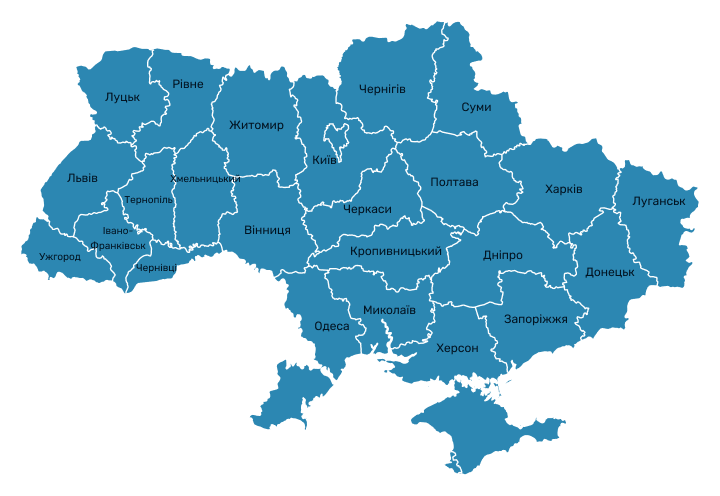 Чернігів
Суми
Рівне
Луцьк
Житомир
Київ
Львів
Хмельницький
Тернопіль
Полтава
Харків
Луганськ
Черкаси
Вінниця
Івано-
Франківськ
Кропивницький
Дніпро
Ужгород
Чернівці
Донецьк
Миколаїв
Запоріжжя
Одеса
Херсон